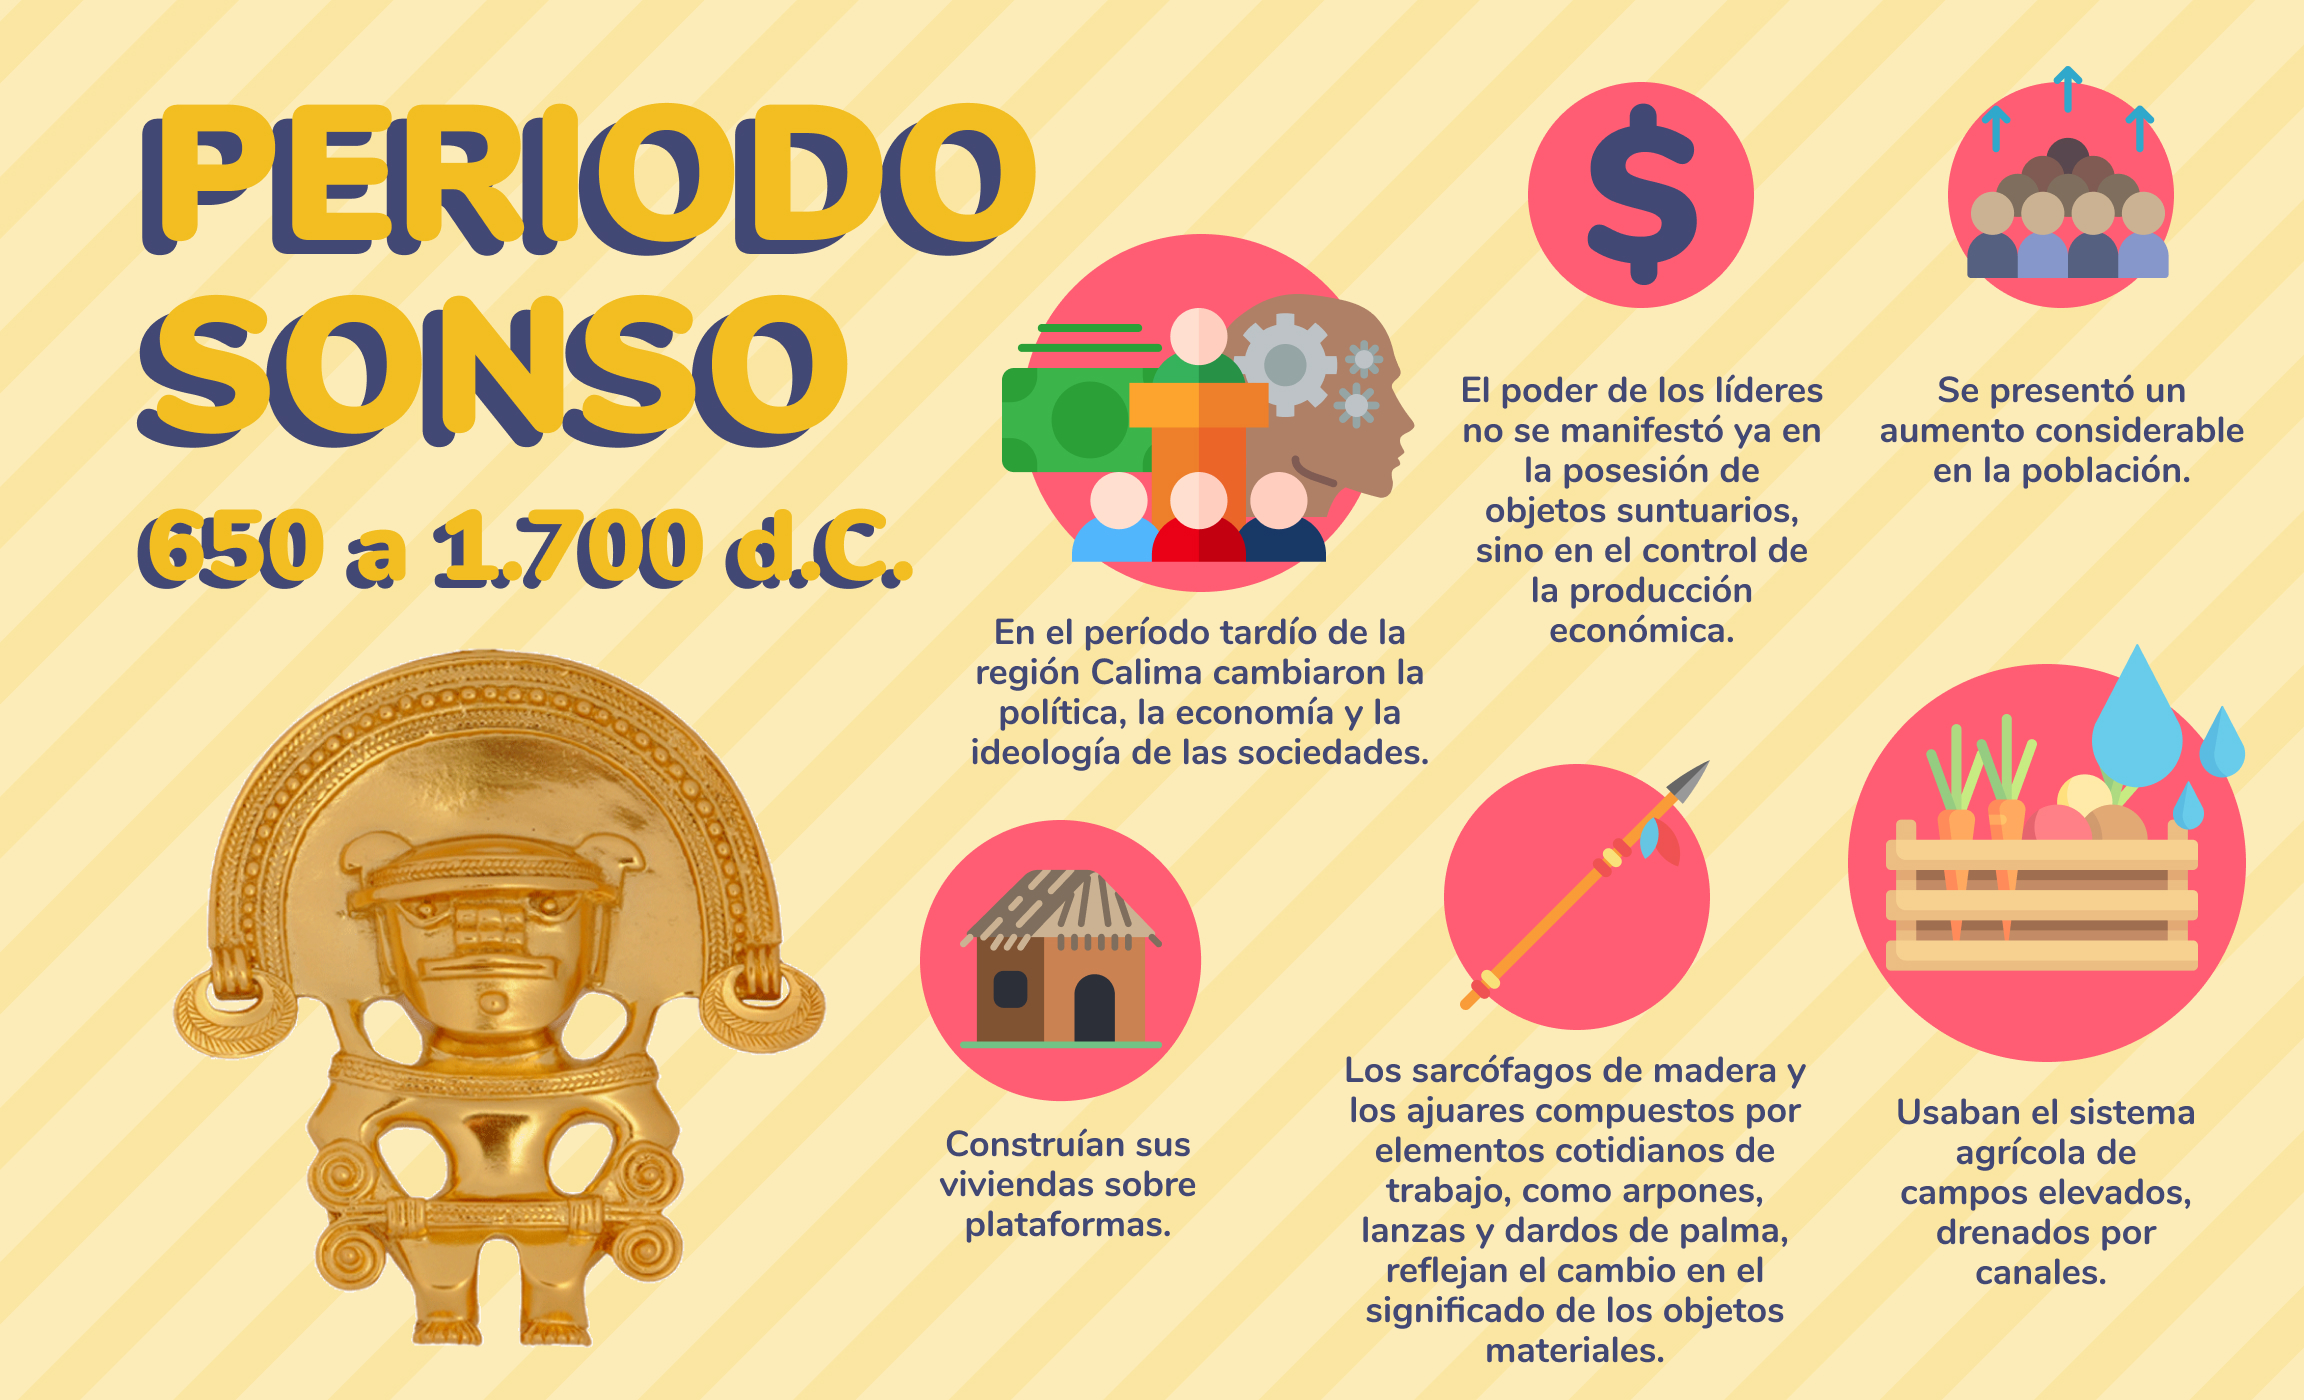 PERIODO
SONSO
650 a 1.700 d.C.
En el período tardío de la
región Calima cambiaron la
política, la economía y la
ideología de las sociedades.
El poder de los líderes
no se manifestó ya en
la posesión de
objetos suntuarios,
sino en el control de
la producción
económica.
Se presentó un
aumento considerable
en la población.
Construían sus
viviendas sobre
plataformas.
Los sarcófagos de madera y
los ajuares compuestos por
elementos cotidianos de
trabajo, como arpones,
lanzas y dardos de palma,
reflejan el cambio en el
significado de los objetos
materiales.
Usaban el sistema
agrícola de
campos elevados,
drenados por
canales.